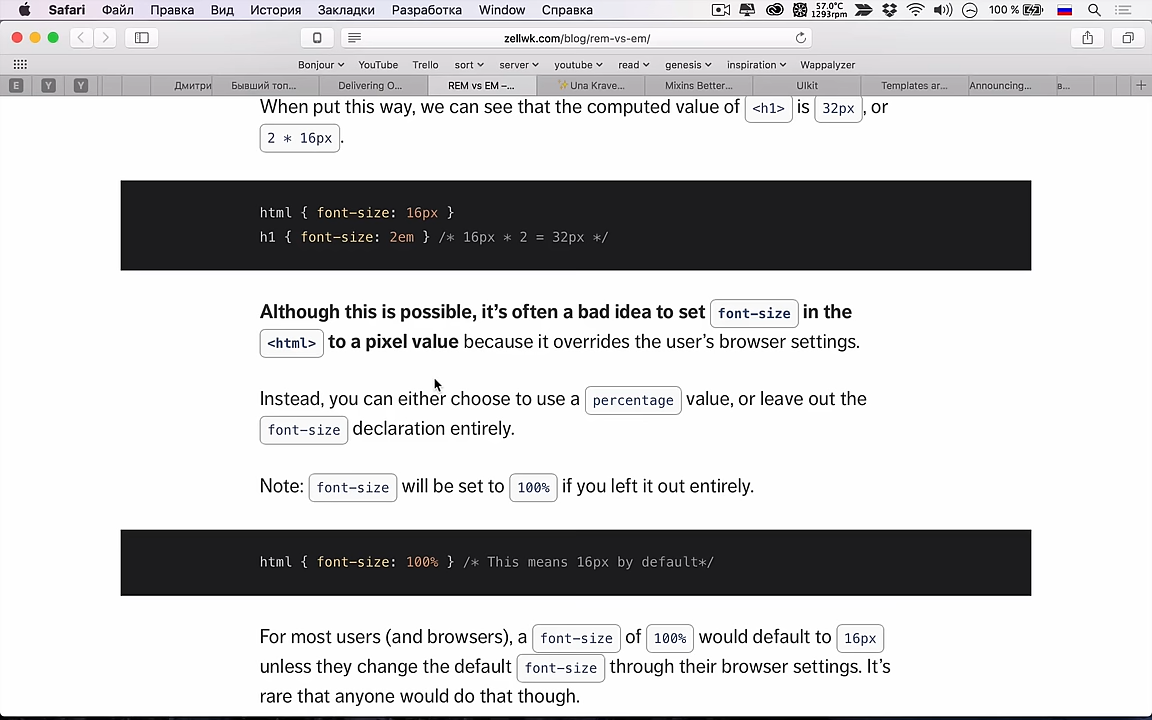 Safari Файл Правка Вид История Закладки Разработка Window Справка 57.0°C 1293rpm 100 %
zellwk.com/blog/rem-vs-em/
Bonjour YouTube Trello sort server youtube read genesis inspiration Wappalyzer
E Y Y Дмитри Бывший топ... Delivering O... REM vs EM –... ✨Una Krave... Mixins Better... UIkit Templates ar... Announcing... в...
When put this way, we can see that the computed value of <h1> is 32px, or
2 * 16px.
html { font-size: 16px }
h1 { font-size: 2em } /* 16px * 2 = 32px */
Although this is possible, it’s often a bad idea to set font-size in the
<html> to a pixel value because it overrides the user’s browser settings.
Instead, you can either choose to use a percentage value, or leave out the
font-size declaration entirely.
Note: font-size will be set to 100% if you left it out entirely.
html { font-size: 100% } /* This means 16px by default*/
For most users (and browsers), a font-size of 100% would default to 16px
unless they change the default font-size through their browser settings. It’s
rare that anyone would do that though.